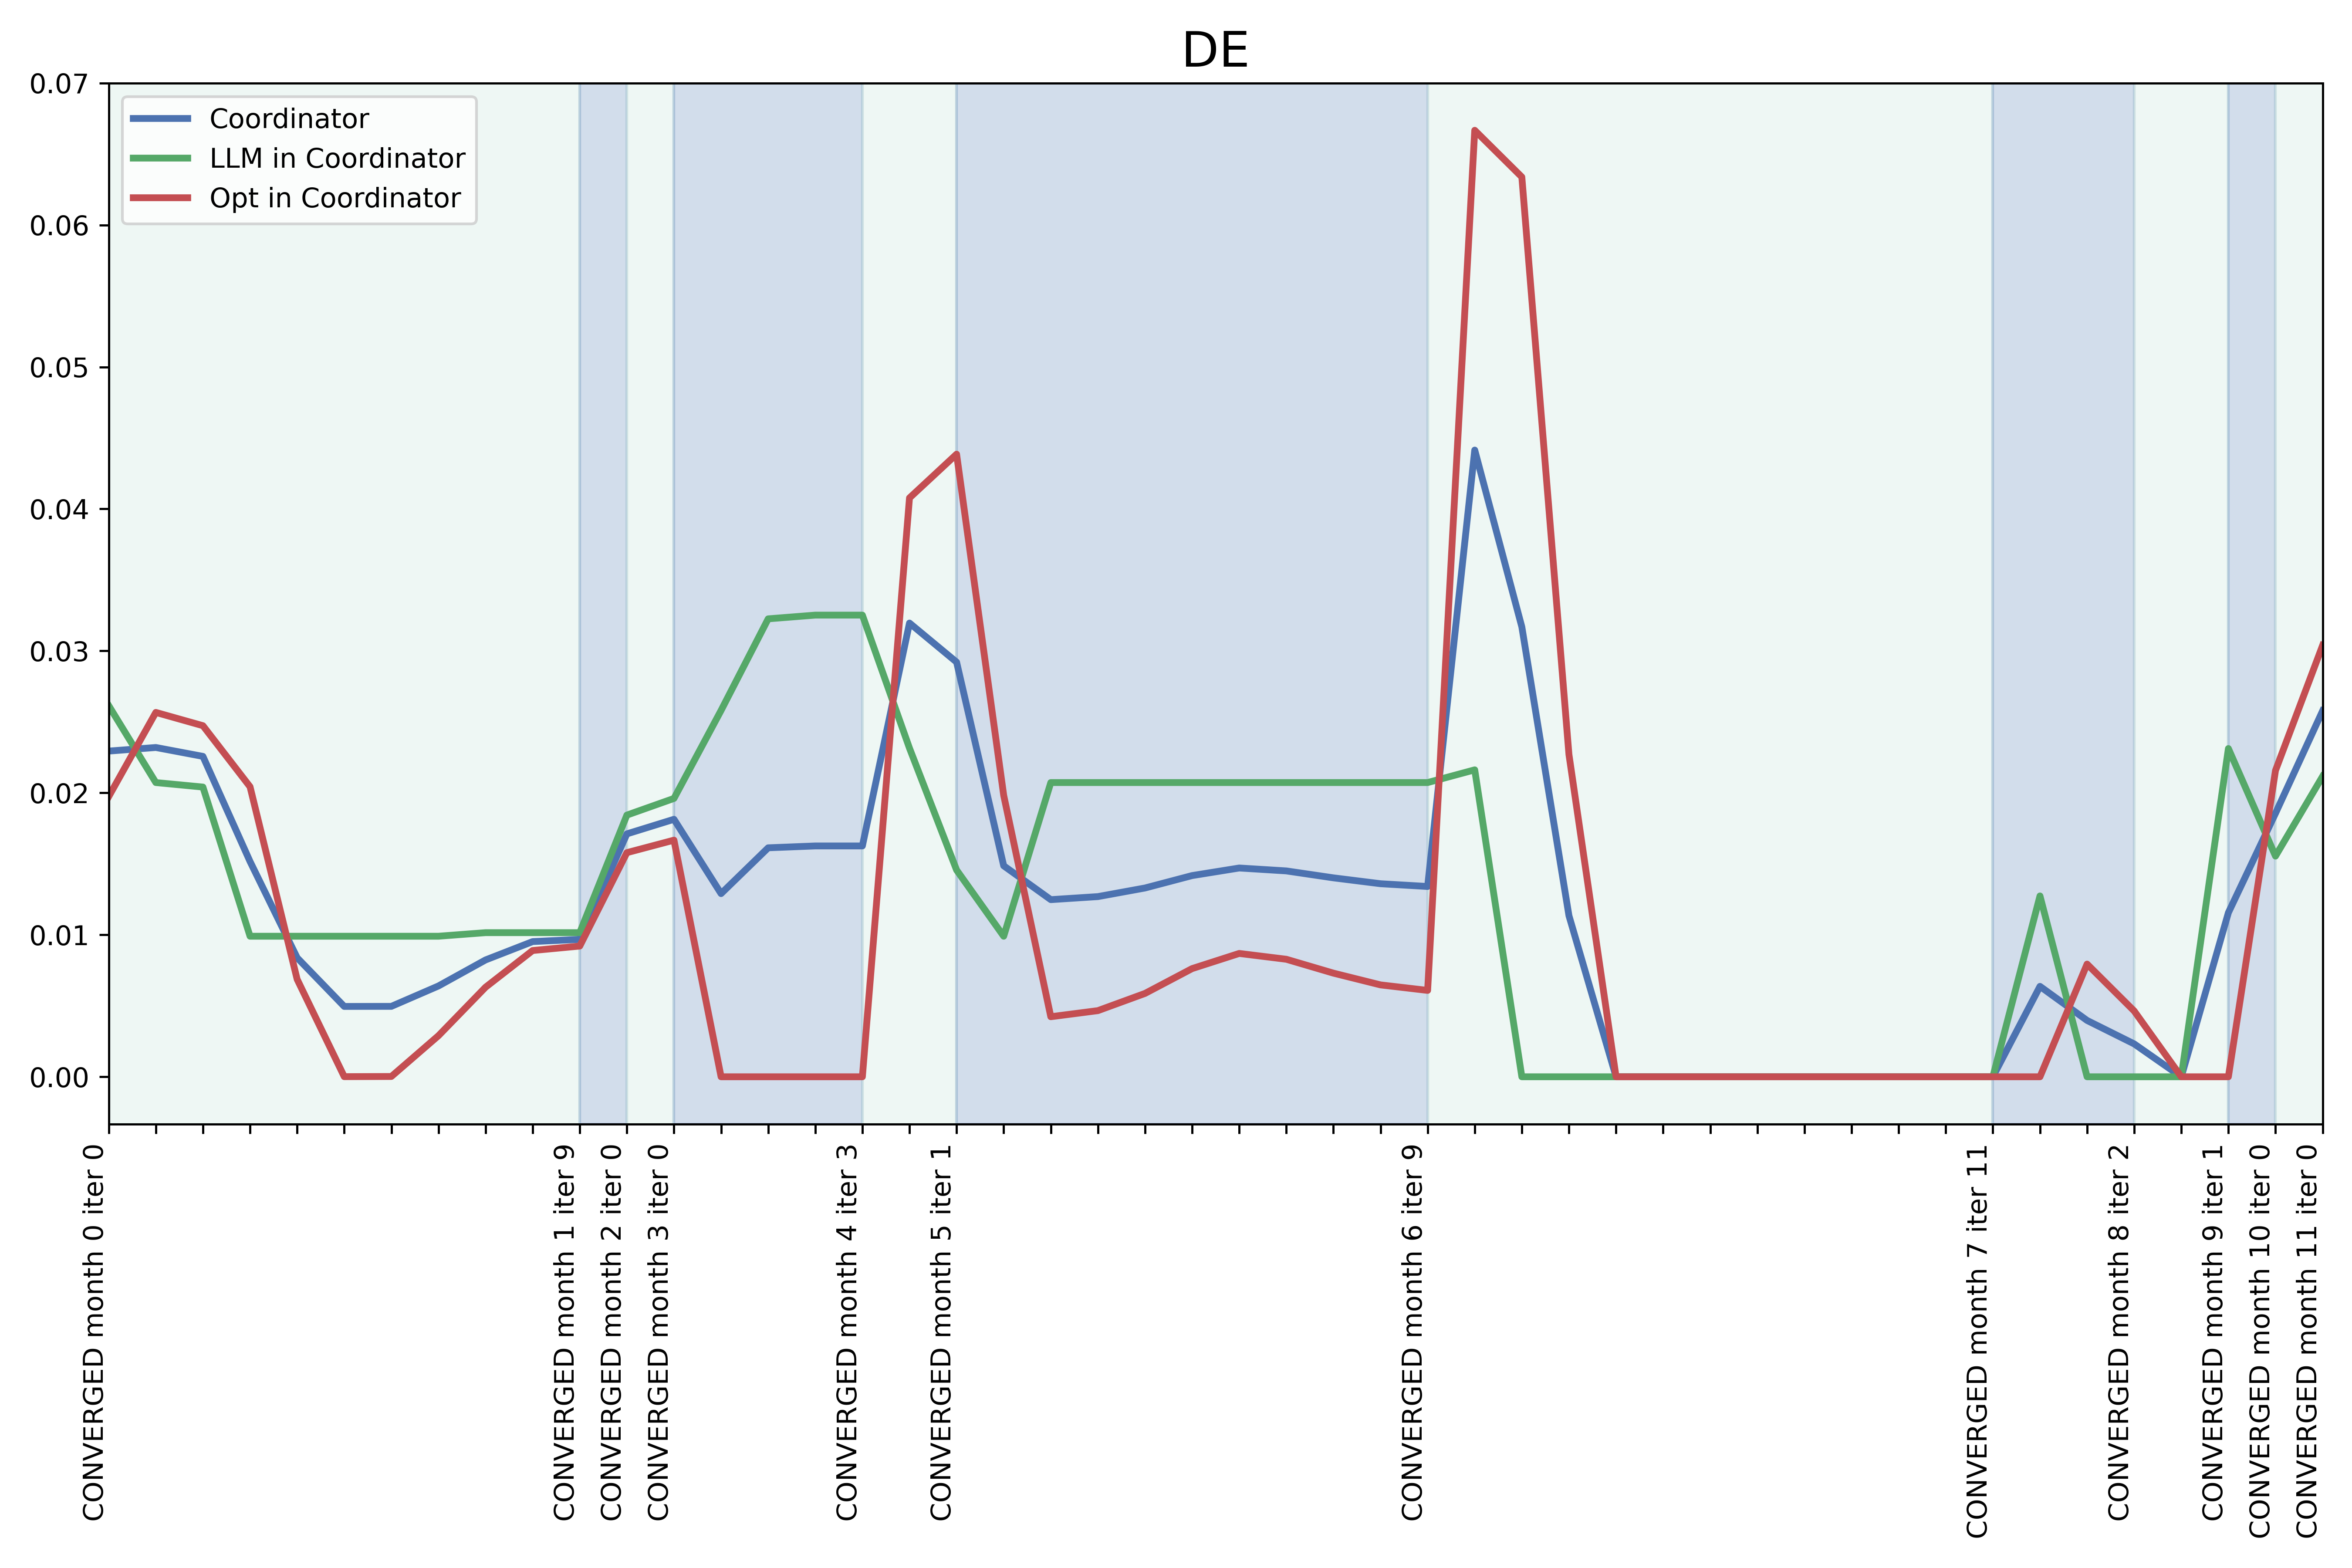 DE
0.07
0.06
0.05
0.04
0.03
0.02
0.01
0.00
Coordinator
LLM in Coordinator
Opt in Coordinator
CONVERGED month 0 iter 0
CONVERGED month 1 iter 9
CONVERGED month 2 iter 0
CONVERGED month 3 iter 0
CONVERGED month 4 iter 3
CONVERGED month 5 iter 1
CONVERGED month 6 iter 9
CONVERGED month 7 iter 11
CONVERGED month 8 iter 2
CONVERGED month 9 iter 1
CONVERGED month 10 iter 0
CONVERGED month 11 iter 0